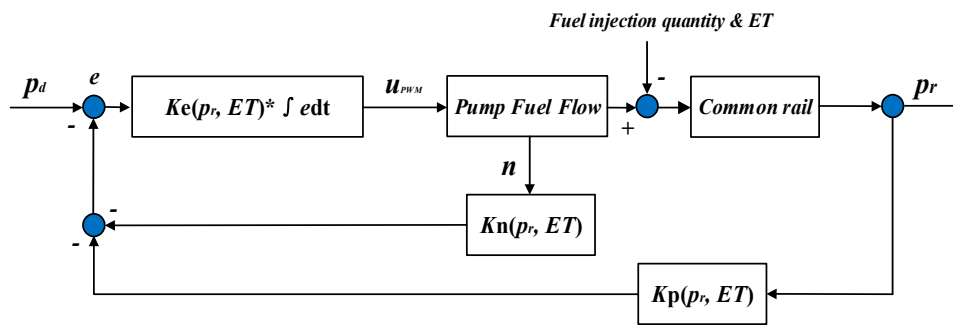 Fuel injection quantity & ET
pd
e
-
Ke(pr, ET)* ∫ edt
uPWM
Pump Fuel Flow
-
+
Common rail
pr
n
-
Kn(pr, ET)
-
Kp(pr, ET)